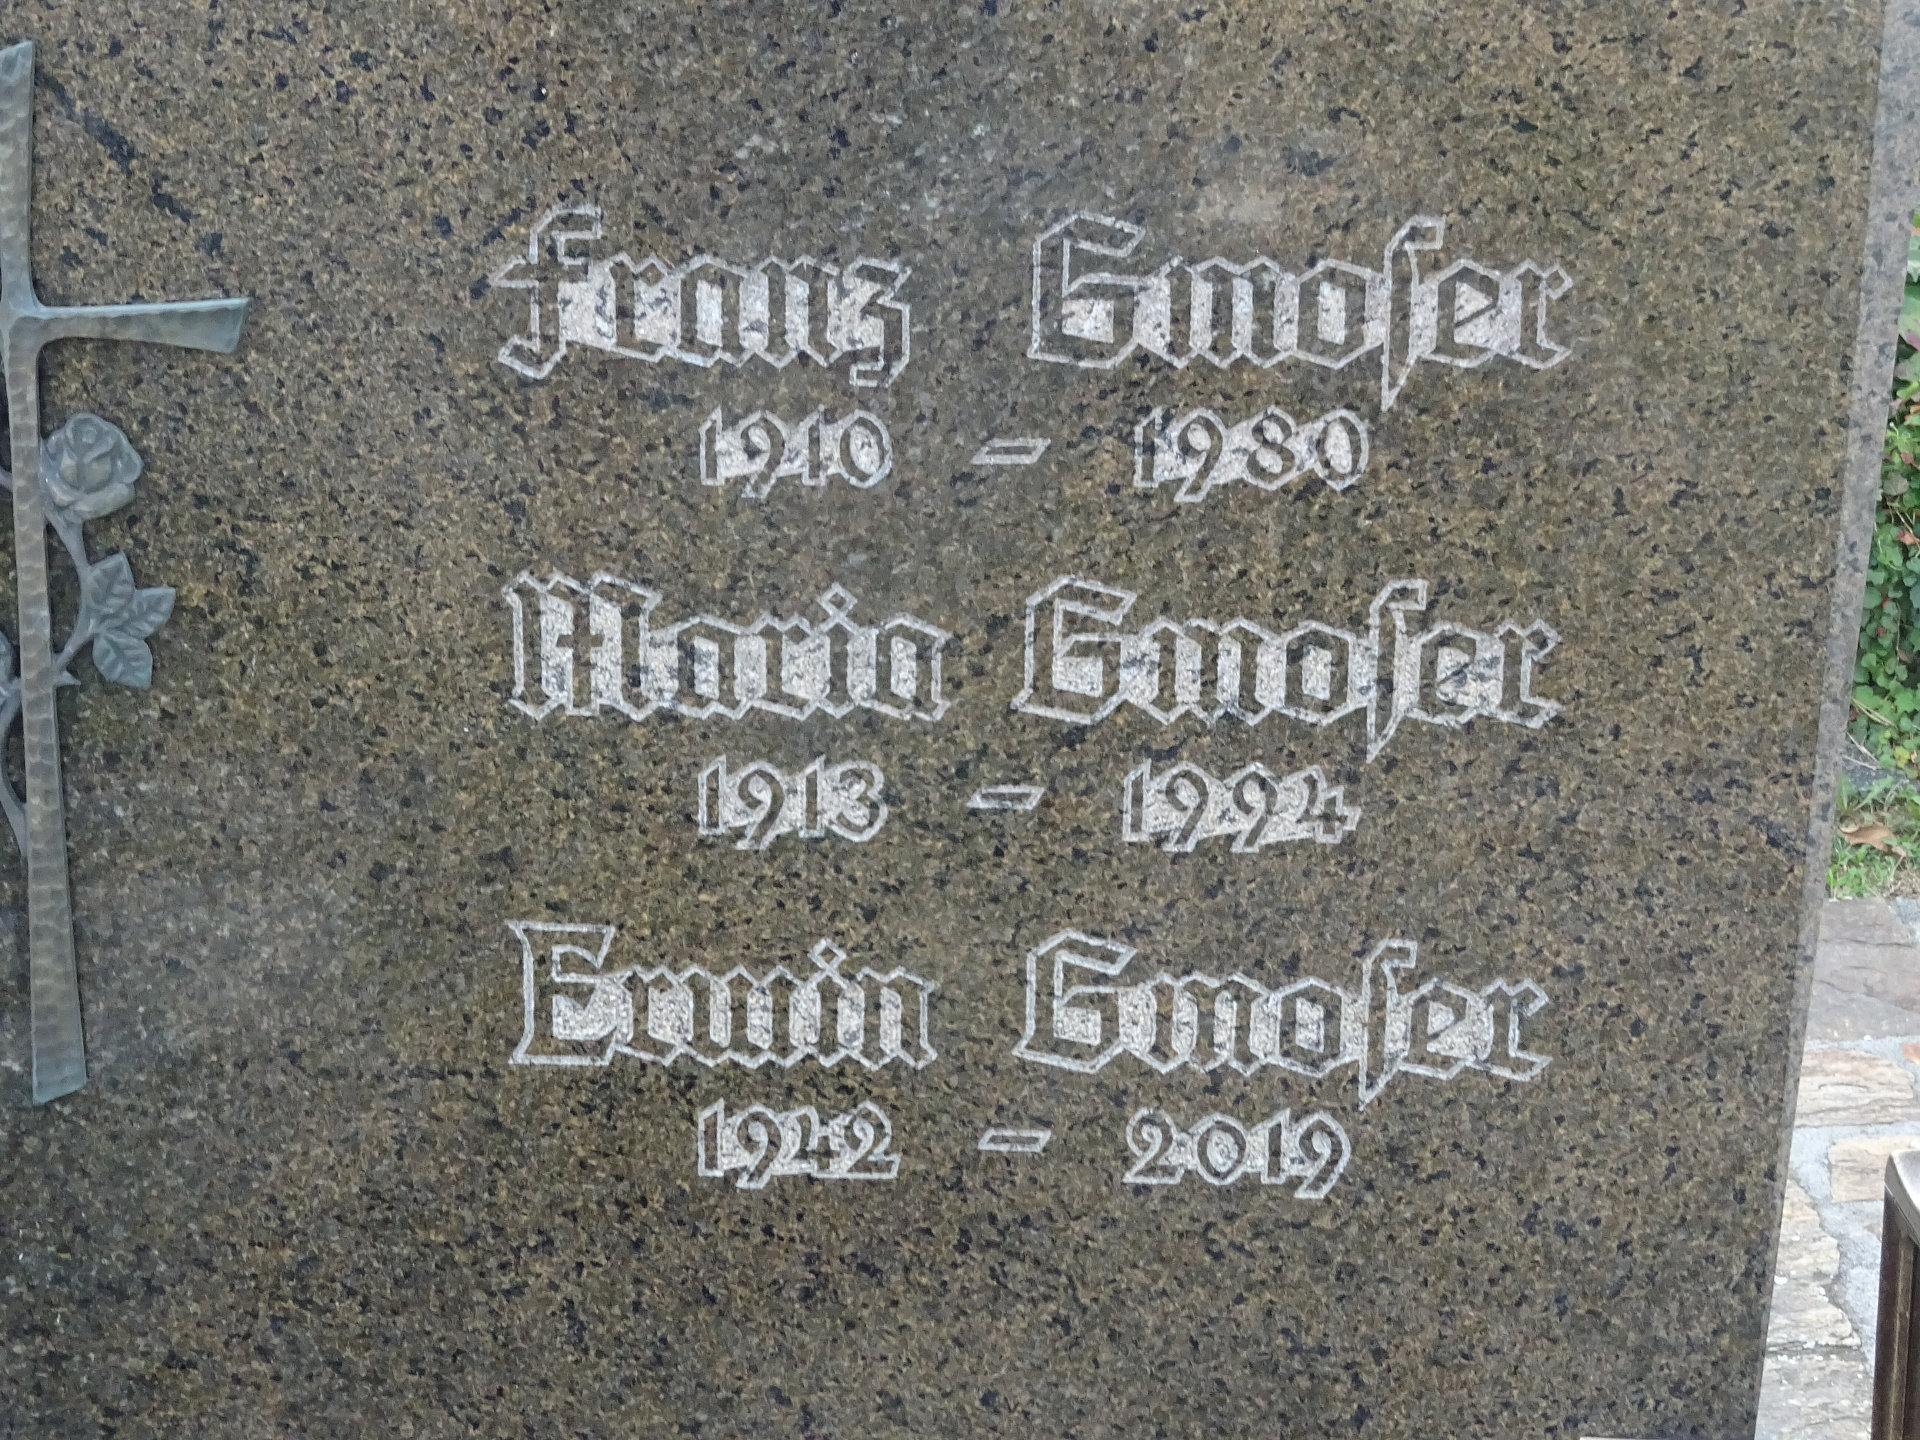 Franz Gmoser
1910 - 1980
Maria Gmoser
1913 - 1994
Erwin Gmoser
1942 - 2019